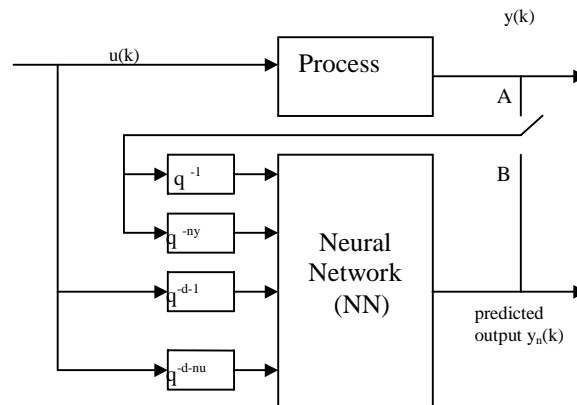 y(k)
u(k)
Process
A
q-1
B
q-ny
Neural
Network
(NN)
q-d-1
predicted
output yn(k)
q-d-nu